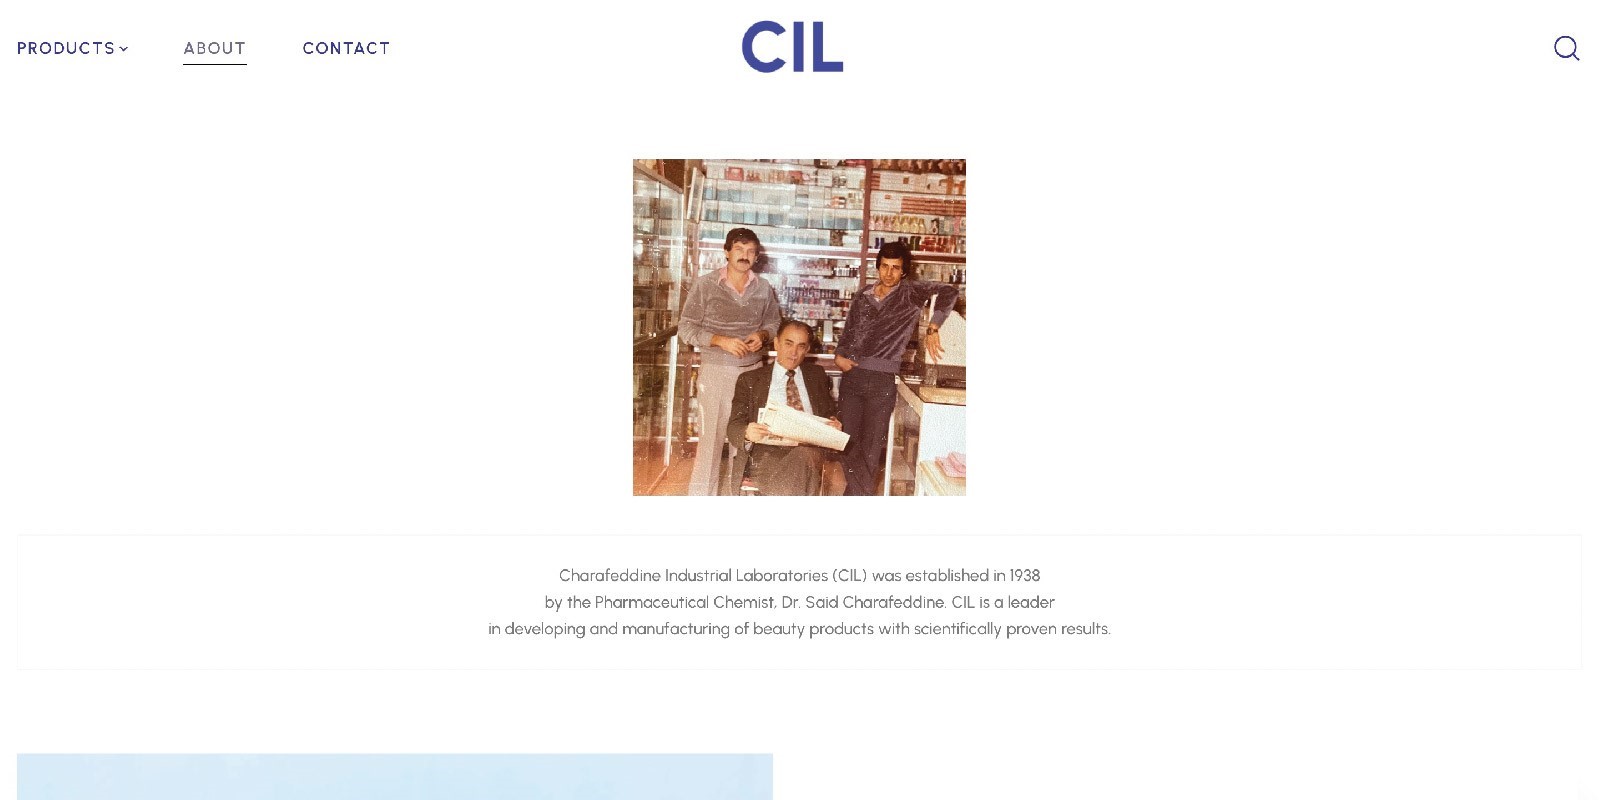 PRODUCTS
ABOUT
CONTACT
CIL
Charafeddine Industrial Laboratories (CIL) was established in 1938
by the Pharmaceutical Chemist, Dr. Said Charafeddine. CIL is a leader
in developing and manufacturing of beauty products with scientifically proven results.